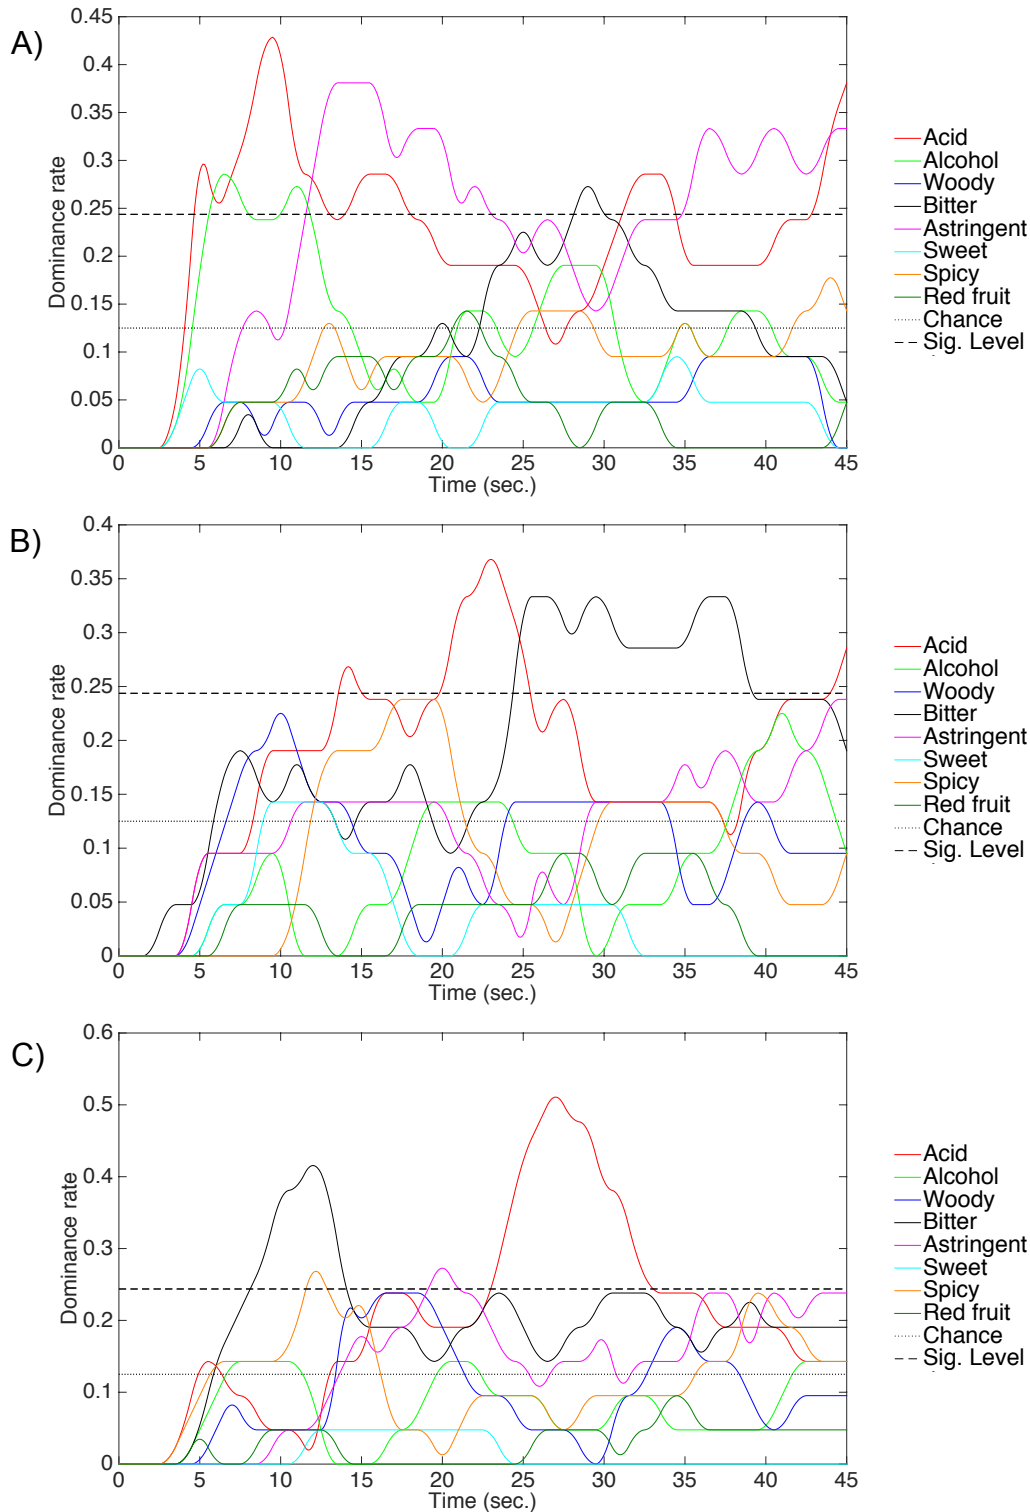 A)
0.45
0.4
0.35
0.3
0.25
0.2
0.15
0.1
0.05
0
Dominance rate
0 5 10 15 20 25 30 35 40 45
Time (sec.)
Acid
Alcohol
Woody
Bitter
Astringent
Sweet
Spicy
Red fruit
Chance
Sig. Level
B)
0.4
0.35
0.3
0.25
0.2
0.15
0.1
0.05
0
Dominance rate
0 5 10 15 20 25 30 35 40 45
Time (sec.)
Acid
Alcohol
Woody
Bitter
Astringent
Sweet
Spicy
Red fruit
Chance
Sig. Level
C)
0.6
0.5
0.4
0.3
0.2
0.1
0
Dominance rate
0 5 10 15 20 25 30 35 40 45
Time (sec.)
Acid
Alcohol
Woody
Bitter
Astringent
Sweet
Spicy
Red fruit
Chance
Sig. Level